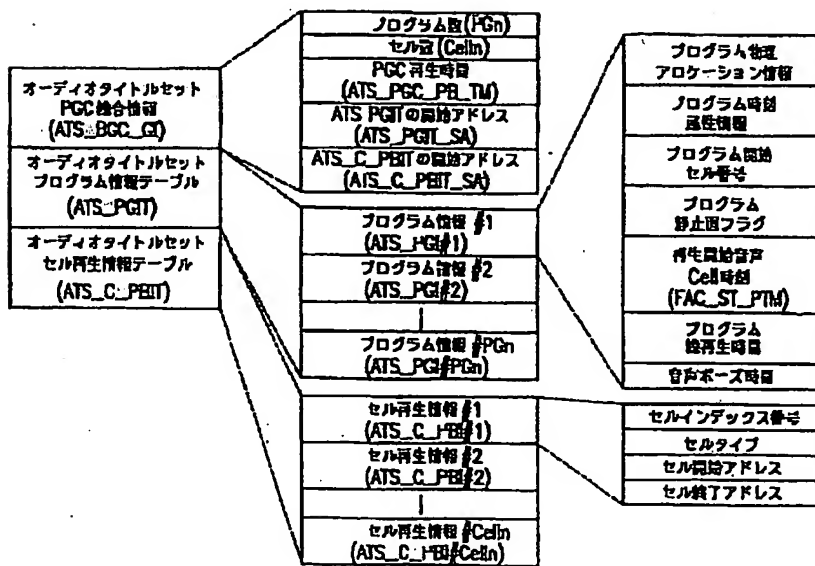 オーディオタイトルセット
PGC総合情報
(ATS_BGC_GI)
オーディオタイトルセット
プログラム情報テーブル
(ATS_PGIT)
オーディオタイトルセット
セル再生情報テーブル
(ATS_C_PBIT)
プログラム数(PGn)
セル数(Celln)
PGC再生時間
(ATS_PGC_PB_TM)
ATS PGITの開始アドレス
(ATS_PGIT_SA)
ATS_C_PBITの開始アドレス
(ATS_C_PBIT_SA)
プログラム情報 #1
(ATS_PGI#1)
プログラム情報 #2
(ATS_PGI#2)
プログラム情報 #PGn
(ATS_PGI#PGn)
セル再生情報 #1
(ATS_C_PBI#1)
セル再生情報 #2
(ATS_C_PBI#2)
セル再生情報 #Celln
(ATS_C_PBI#Celln)
プログラム物理
アロケーション情報
プログラム時刻
属性情報
プログラム開始
セル番号
プログラム
静止画フラグ
再生開始音声
Cell時刻
(FAC_ST_PTM)
プログラム
総再生時間
音声ポーズ時間
セルインデックス番号
セルタイプ
セル開始アドレス
セル終了アドレス